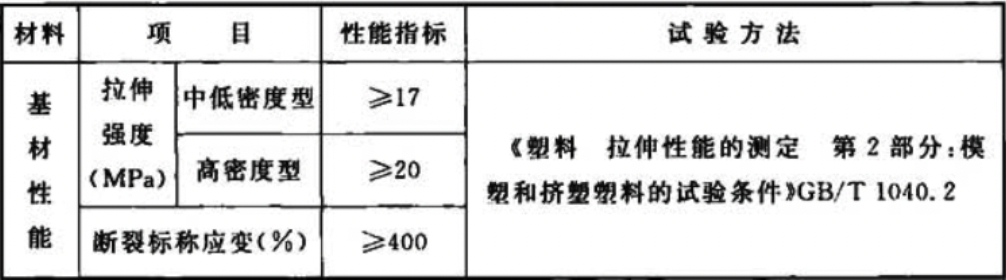 材料 项 目 性能指标 试验方法
基材性能 拉伸强度(MPa) 中低密度型 ≥17 《塑料 拉伸性能的测定 第2部分:模
高密度型 ≥20 塑和挤塑塑料的试验条件》GB/T 1040.2
断裂标称应变(%) ≥400